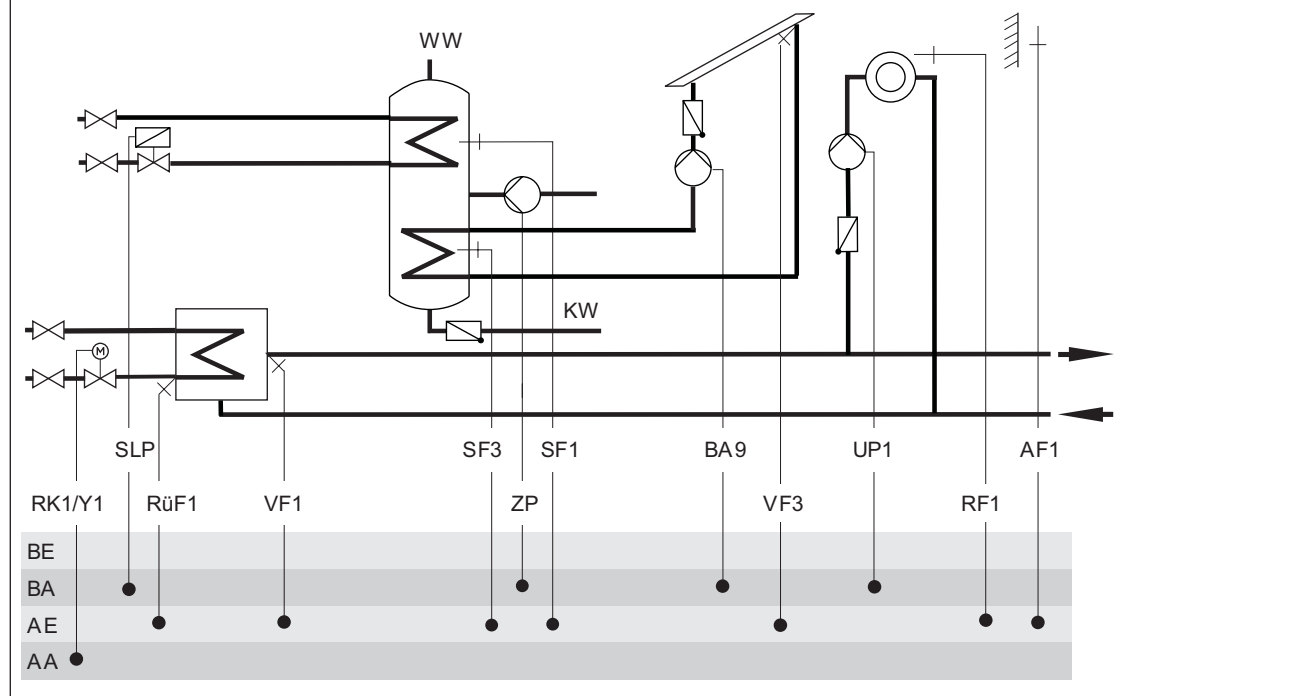 WW
M
KW
SLP SF3 SF1 BA9 UP1 AF1
RK1/Y1 RüF1 VF1 ZP VF3 RF1
BE
BA
AE
AA